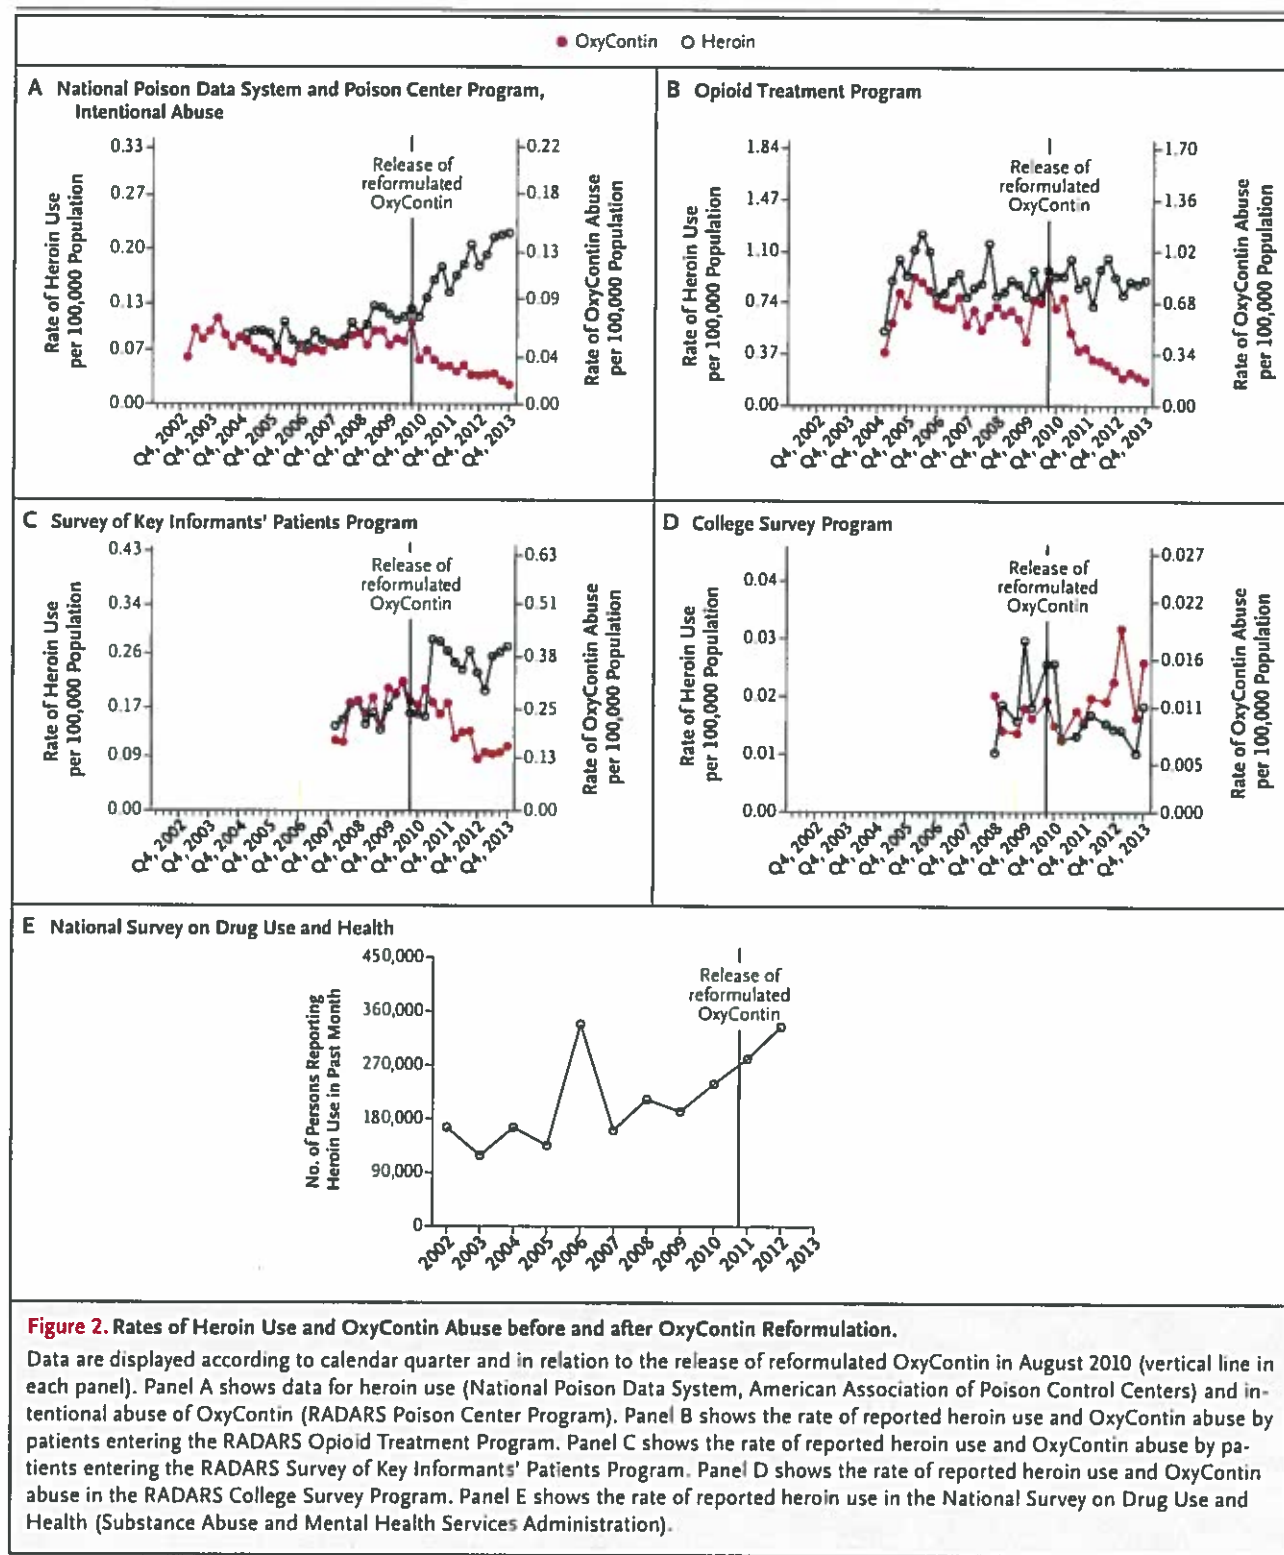 OxyContin Heroin
A National Poison Data System and Poison Center Program,
Intentional Abuse
Rate of Heroin Use
per 100,000 Population
0.33
0.27
0.20
0.13
0.07
0.00
Release of
reformulated
OxyContin
0.22
0.18
0.13
0.09
0.04
0.00
Rate of OxyContin Abuse
per 100,000 Population
Q4, 2002
Q4, 2003
Q4, 2004
Q4, 2005
Q4, 2006
Q4, 2007
Q4, 2008
Q4, 2009
Q4, 2010
Q4, 2011
Q4, 2012
Q4, 2013
B Opioid Treatment Program
Rate of Heroin Use
per 100,000 Population
1.84
1.47
1.10
0.74
0.37
0.00
Release of
reformulated
OxyContin
1.70
1.36
1.02
0.68
0.34
0.00
Rate of OxyContin Abuse
per 100,000 Population
Q4, 2002
Q4, 2003
Q4, 2004
Q4, 2005
Q4, 2006
Q4, 2007
Q4, 2008
Q4, 2009
Q4, 2010
Q4, 2011
Q4, 2012
Q4, 2013
C Survey of Key Informants' Patients Program
Rate of Heroin Use
per 100,000 Population
0.43
0.34
0.26
0.17
0.09
0.00
Release of
reformulated
OxyContin
0.63
0.51
0.38
0.25
0.13
0.00
Rate of OxyContin Abuse
per 100,000 Population
Q4, 2002
Q4, 2003
Q4, 2004
Q4, 2005
Q4, 2006
Q4, 2007
Q4, 2008
Q4, 2009
Q4, 2010
Q4, 2011
Q4, 2012
Q4, 2013
D College Survey Program
Rate of Heroin Use
per 100,000 Population
0.04
0.03
0.02
0.01
0.00
Release of
reformulated
OxyContin
0.027
0.022
0.016
0.011
0.005
0.000
Rate of OxyContin Abuse
per 100,000 Population
Q4, 2002
Q4, 2003
Q4, 2004
Q4, 2005
Q4, 2006
Q4, 2007
Q4, 2008
Q4, 2009
Q4, 2010
Q4, 2011
Q4, 2012
Q4, 2013
E National Survey on Drug Use and Health
No. of Persons Reporting
Heroin Use in Past Month
450,000
360,000
270,000
180,000
90,000
0
Release of
reformulated
OxyContin
2002
2003
2004
2005
2006
2007
2008
2009
2010
2011
2012
2013
Figure 2. Rates of Heroin Use and OxyContin Abuse before and after OxyContin Reformulation.
Data are displayed according to calendar quarter and in relation to the release of reformulated OxyContin in August 2010 (vertical line in
each panel). Panel A shows data for heroin use (National Poison Data System, American Association of Poison Control Centers) and in-
tentional abuse of OxyContin (RADARS Poison Center Program). Panel B shows the rate of reported heroin use and OxyContin abuse by
patients entering the RADARS Opioid Treatment Program. Panel C shows the rate of reported heroin use and OxyContin abuse by pa-
tients entering the RADARS Survey of Key Informants' Patients Program. Panel D shows the rate of reported heroin use and OxyContin
abuse in the RADARS College Survey Program. Panel E shows the rate of reported heroin use in the National Survey on Drug Use and
Health (Substance Abuse and Mental Health Services Administration).